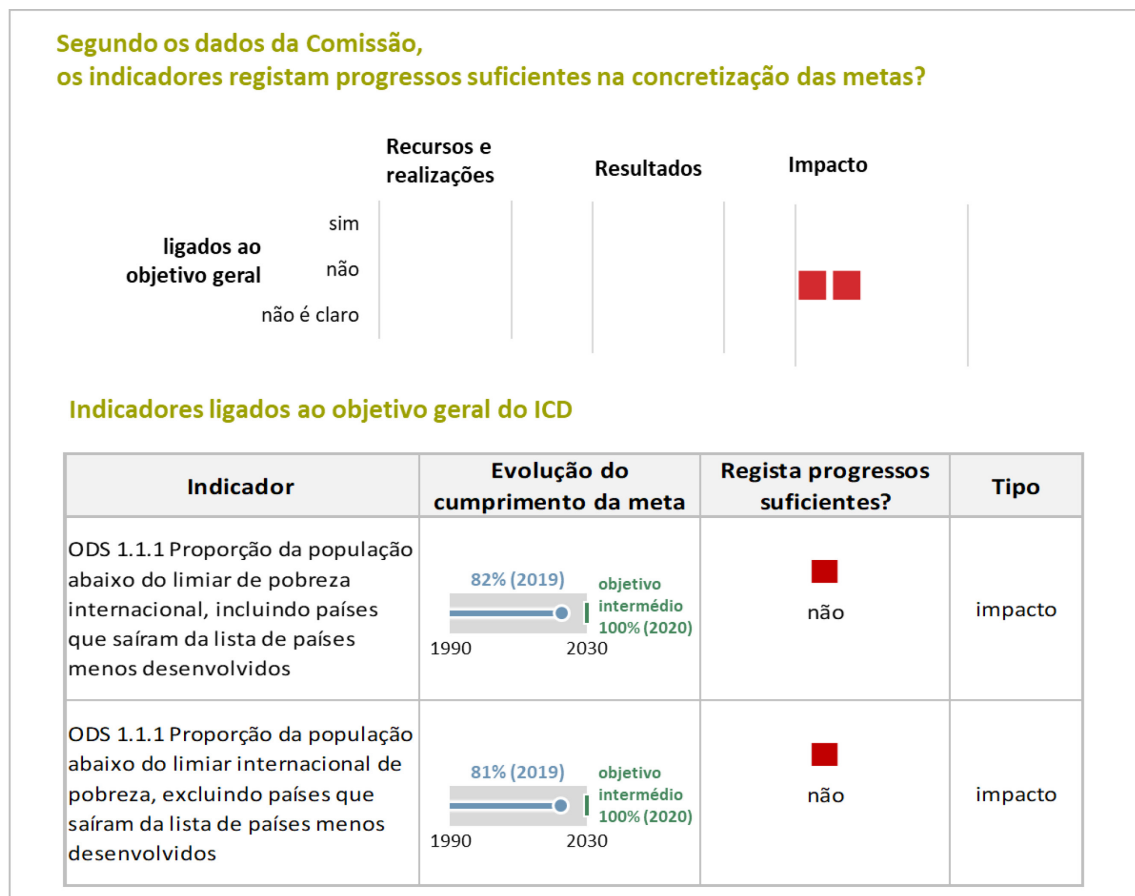 Segundo os dados da Comissão,
os indicadores registam progressos suficientes na concretização das metas?
Recursos e
realizações
Resultados
Impacto
ligados ao
objetivo geral
sim
não
não é claro
Indicadores ligados ao objetivo geral do ICD
Indicador
Evolução do
cumprimento da meta
Regista progressos
suficientes?
Tipo
ODS 1.1.1 Proporção da população
abaixo do limiar de pobreza
internacional, incluindo países
que saíram da lista de países
menos desenvolvidos
82% (2019)
objetivo
intermédio
100% (2020)
1990
2030
não
impacto
ODS 1.1.1 Proporção da população
abaixo do limiar internacional de
pobreza, excluindo países que
saíram da lista de países menos
desenvolvidos
81% (2019)
objetivo
intermédio
100% (2020)
1990
2030
não
impacto